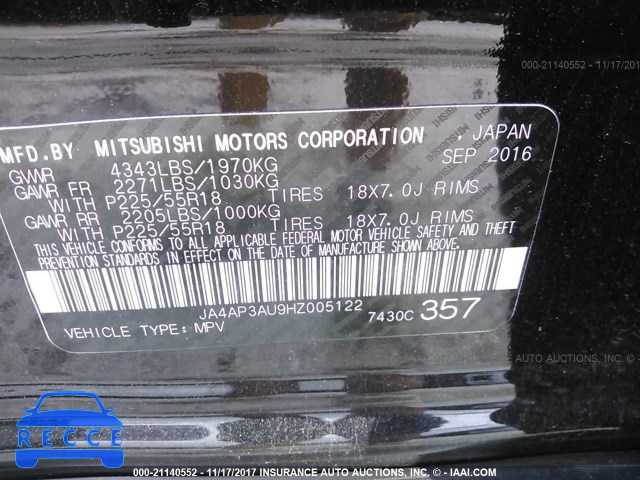 000-21140552 - 11/17/201
MFD.BY MITSUBISHI MOTORS CORPORATION JAPAN
GVWR 4343LBS/1970KG SEP 2016
GAWR FR 2271LBS/1030KG
WITH P225/55R18 TIRES 18X7.0J RIMS
GAWR RR 2205LBS/1000KG
WITH P225/55R18 TIRES 18X7.0J RIMS
THIS VEHICLE CONFORMS TO ALL APPLICABLE FEDERAL MOTOR VEHICLE SAFETY AND THEFT
PREVENTION STANDARDS IN EFFECT ON THE DATE OF MANUFACTURE SHOWN ABOVE.
JA4AP3AU9HZ005122 7430C 357
VEHICLE TYPE: MPV
RECCE
000-21140552 - 11/17/2017 INSURANCE AUTO AUCTIONS, INC. - © - IAAI.COM